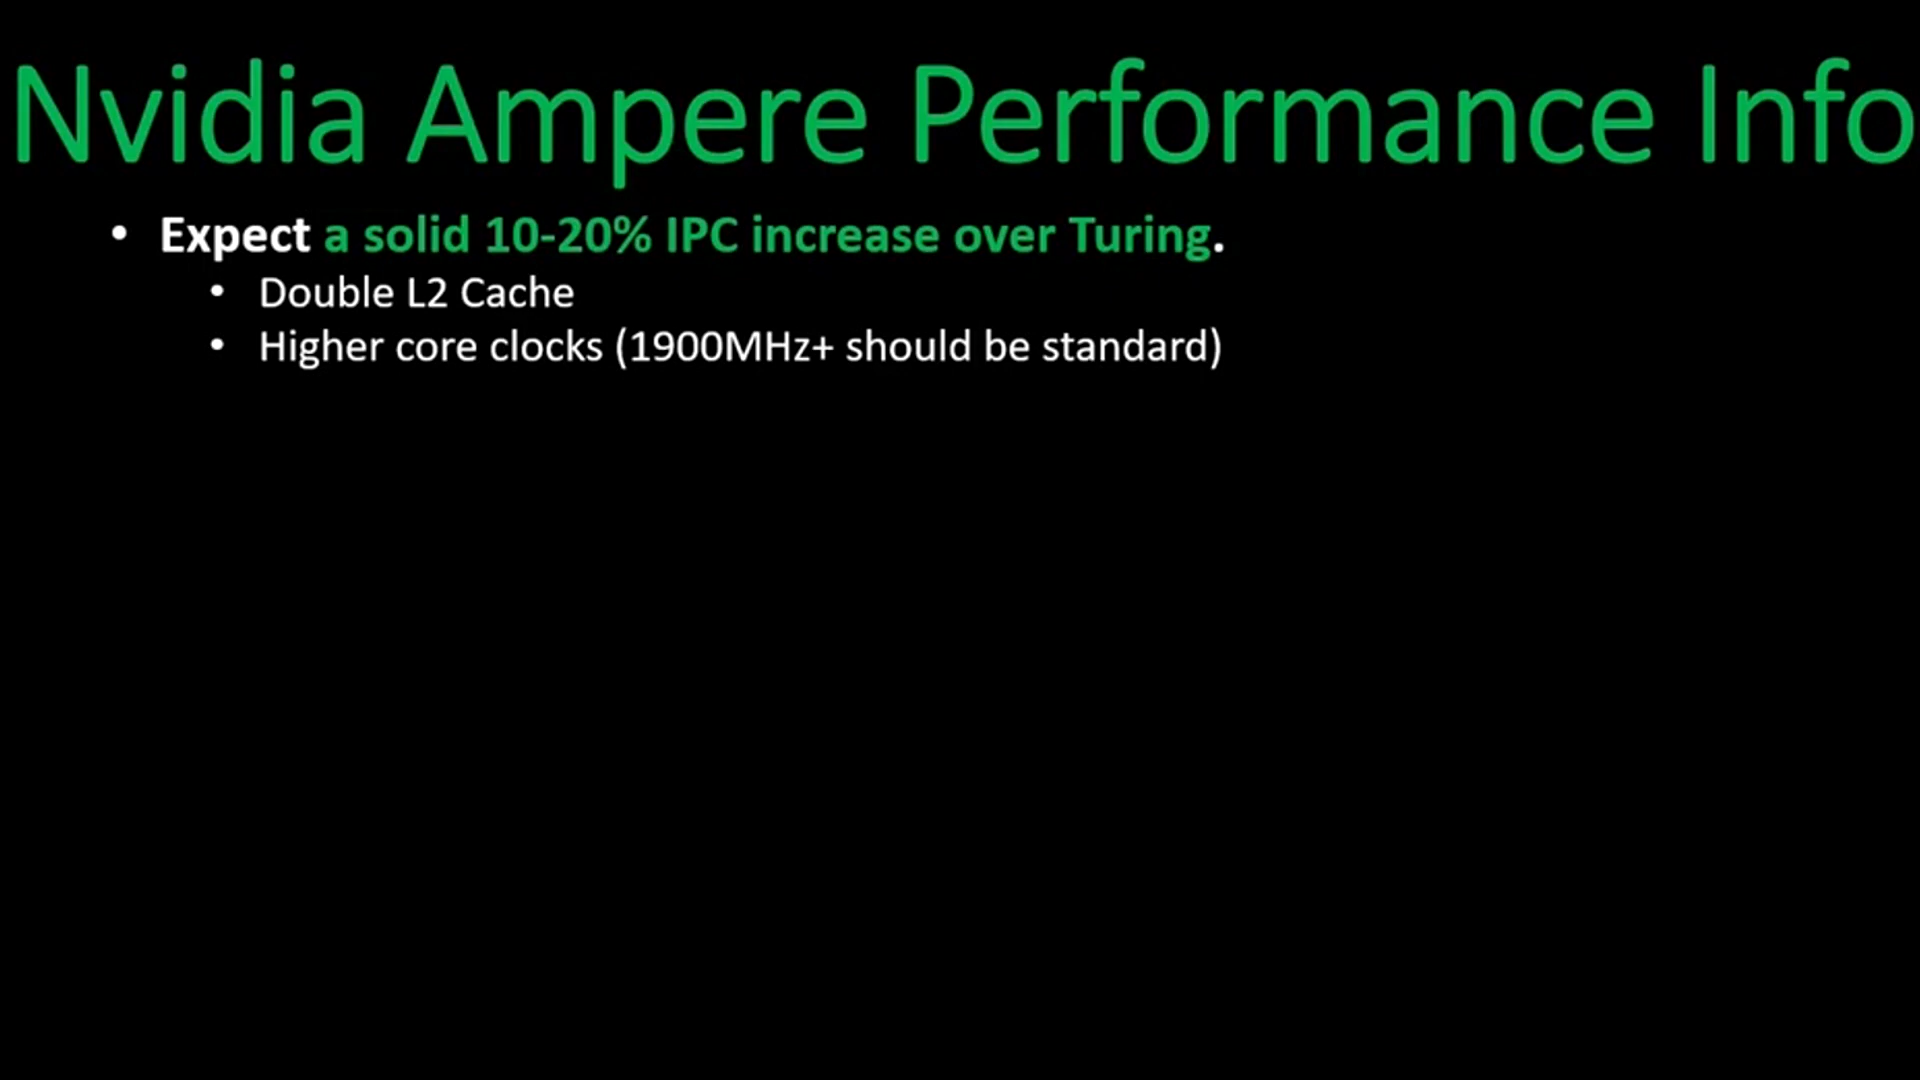 Nvidia Ampere Performance Info
• Expect a solid 10-20% IPC increase over Turing.
• Double L2 Cache
• Higher core clocks (1900MHz+ should be standard)